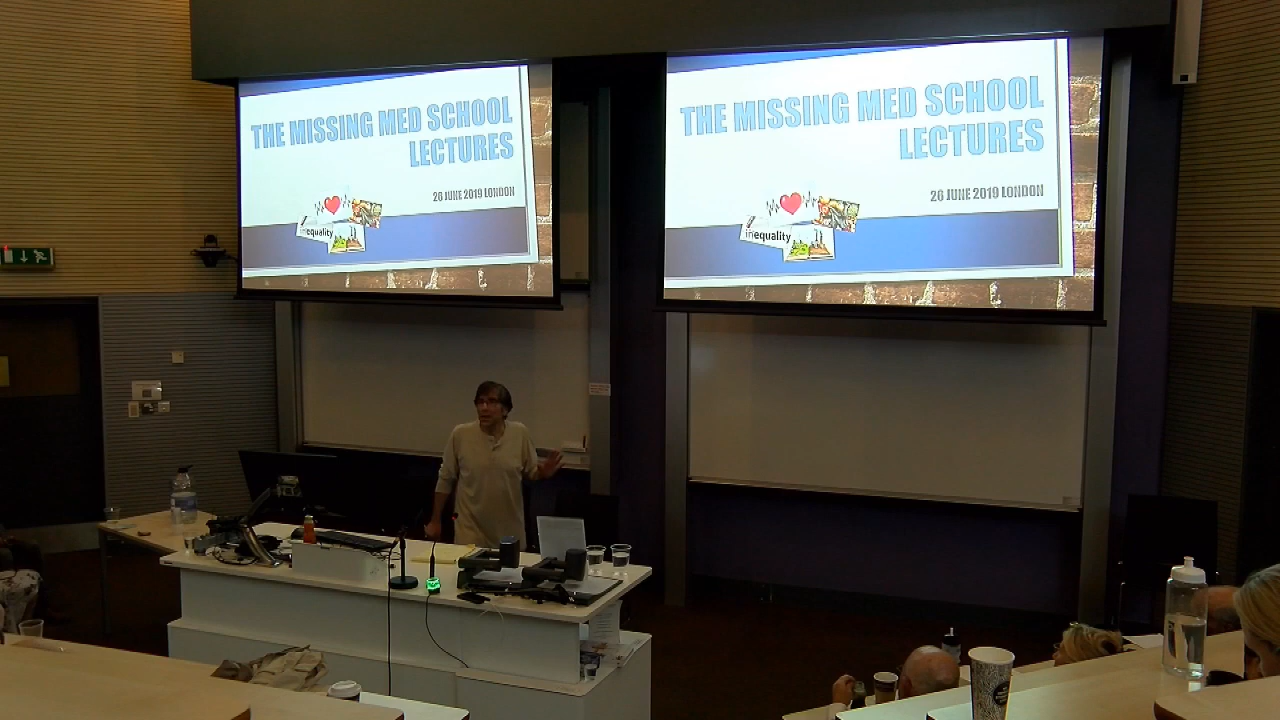 THE MISSING MED SCHOOL
LECTURES
26 JUNE 2019 LONDON
inequality
THE MISSING MED SCHOOL
LECTURES
26 JUNE 2019 LONDON
inequality